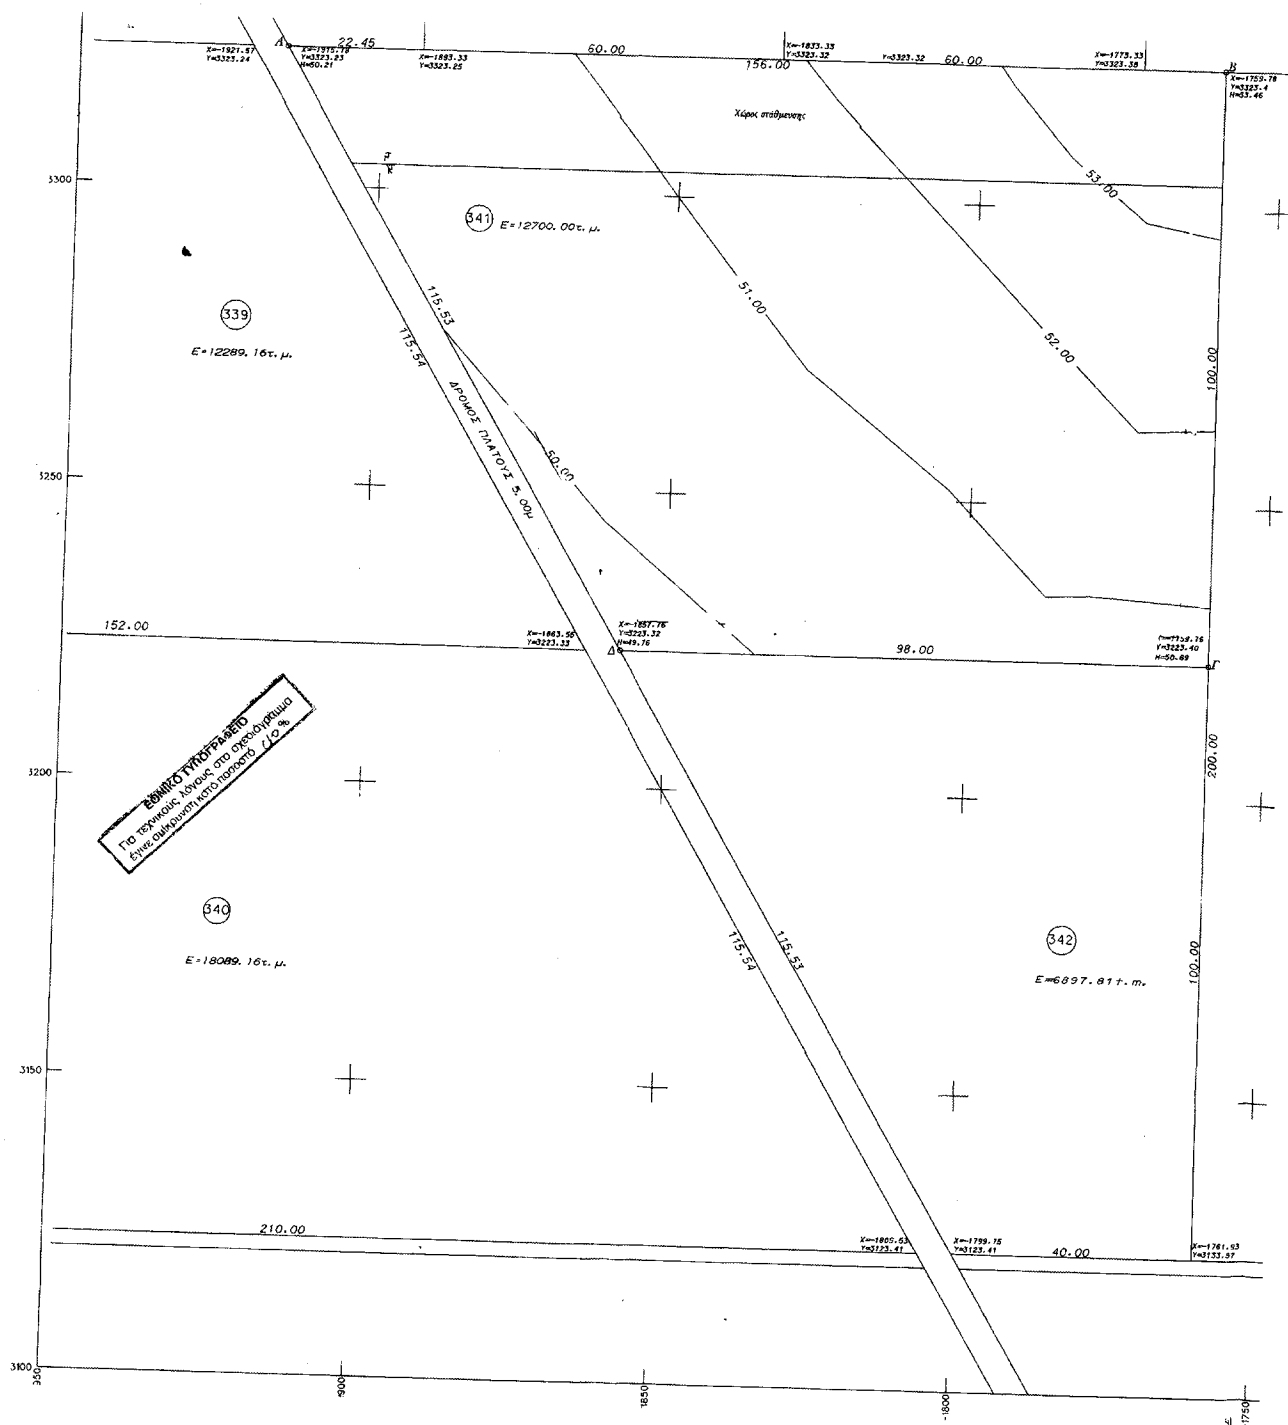 X=-1921.57
Y=3323.24
A
22.45
X=-1915.78
Y=3323.23
H=50.21
X=-1893.33
Y=3323.25
60.00
156.00
X=-1833.33
Y=3323.32
Y=3323.32
60.00
X=-1773.33
Y=3323.38
B
X=-1759.78
Y=3323.4
H=53.46
Χώρος στάθμευσης
3300
53.00
341
E=12700.00τ.μ.
51.00
52.00
100.00
339
E=12289.16τ.μ.
115.53
115.54
ΔΡΟΜΟΣ ΠΛΑΤΟΥΣ 5.00μ
50.00
3250
152.00
X=-1863.56
Y=3223.33
Δ
X=-1857.76
Y=3223.32
H=49.76
98.00
Y=3223.40
H=50.69
Γ
200.00
ΕΘΝΙΚΟ ΤΥΠΟΓΡΑΦΕΙΟ
Για τεχνικούς λόγους στο σχεδιάγραμμα
έγινε σμίκρυνση κατά ποσοστό
3200
340
E=18089.16τ.μ.
115.54
115.53
342
E=6897.81τ.m.
100.00
3150
210.00
X=-1805.53
Y=3123.41
X=-1799.75
Y=3123.41
40.00
X=-1761.93
Y=3133.97
3100
950
1900
1850
-1800
-1750